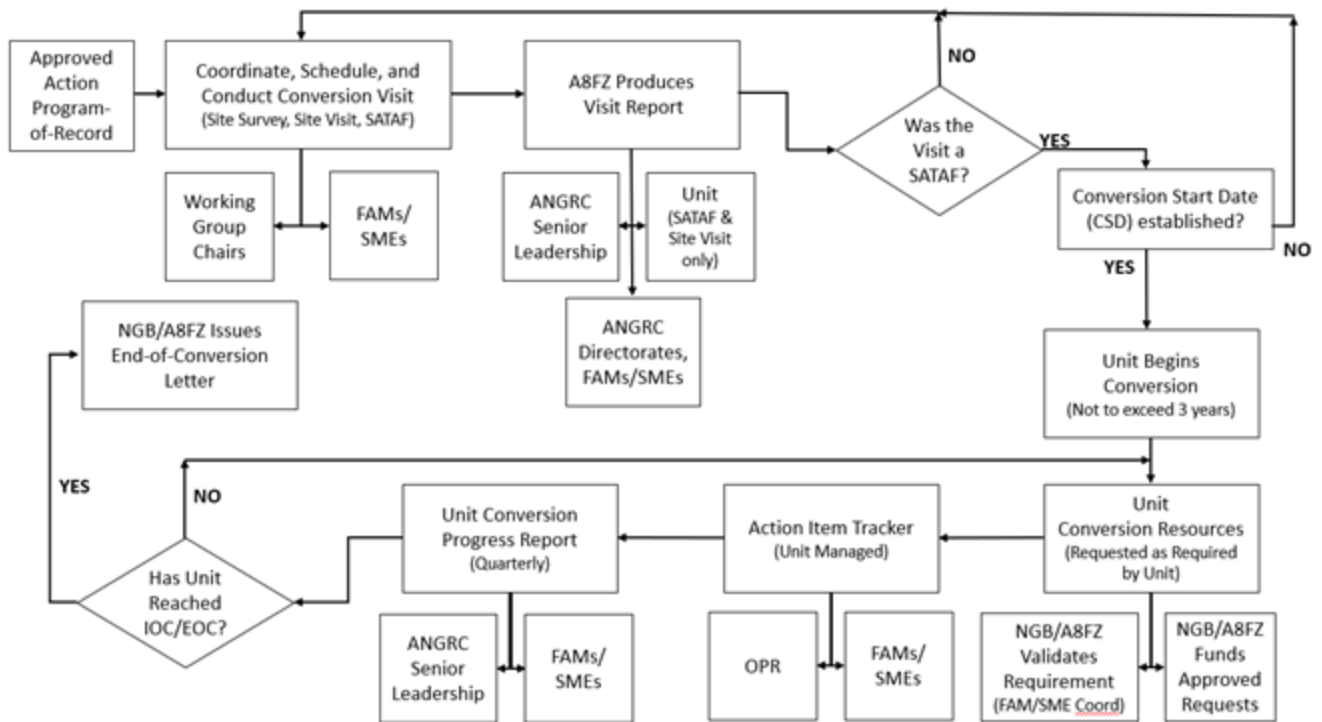 Approved
Action
Program-
of-Record
Coordinate, Schedule, and
Conduct Conversion Visit
(Site Survey, Site Visit, SATAF)
A8FZ Produces
Visit Report
NO
Was the
Visit a
SATAF?
YES
Conversion Start Date
(CSD) established?
NO
YES
Working
Group
Chairs
FAMs/
SMEs
ANGRC
Senior
Leadership
Unit
(SATAF &
Site Visit
only)
ANGRC
Directorates,
FAMs/SMEs
NGB/A8FZ Issues
End-of-Conversion
Letter
Unit Begins
Conversion
(Not to exceed 3 years)
YES
NO
Has Unit
Reached
IOC/EOC?
Unit Conversion
Progress Report
(Quarterly)
Action Item Tracker
(Unit Managed)
Unit
Conversion Resources
(Requested as Required
by Unit)
ANGRC
Senior
Leadership
FAMs/
SMEs
OPR
FAMs/
SMEs
NGB/A8FZ
Validates
Requirement
(FAM/SME Coord)
NGB/A8FZ
Funds
Approved
Requests